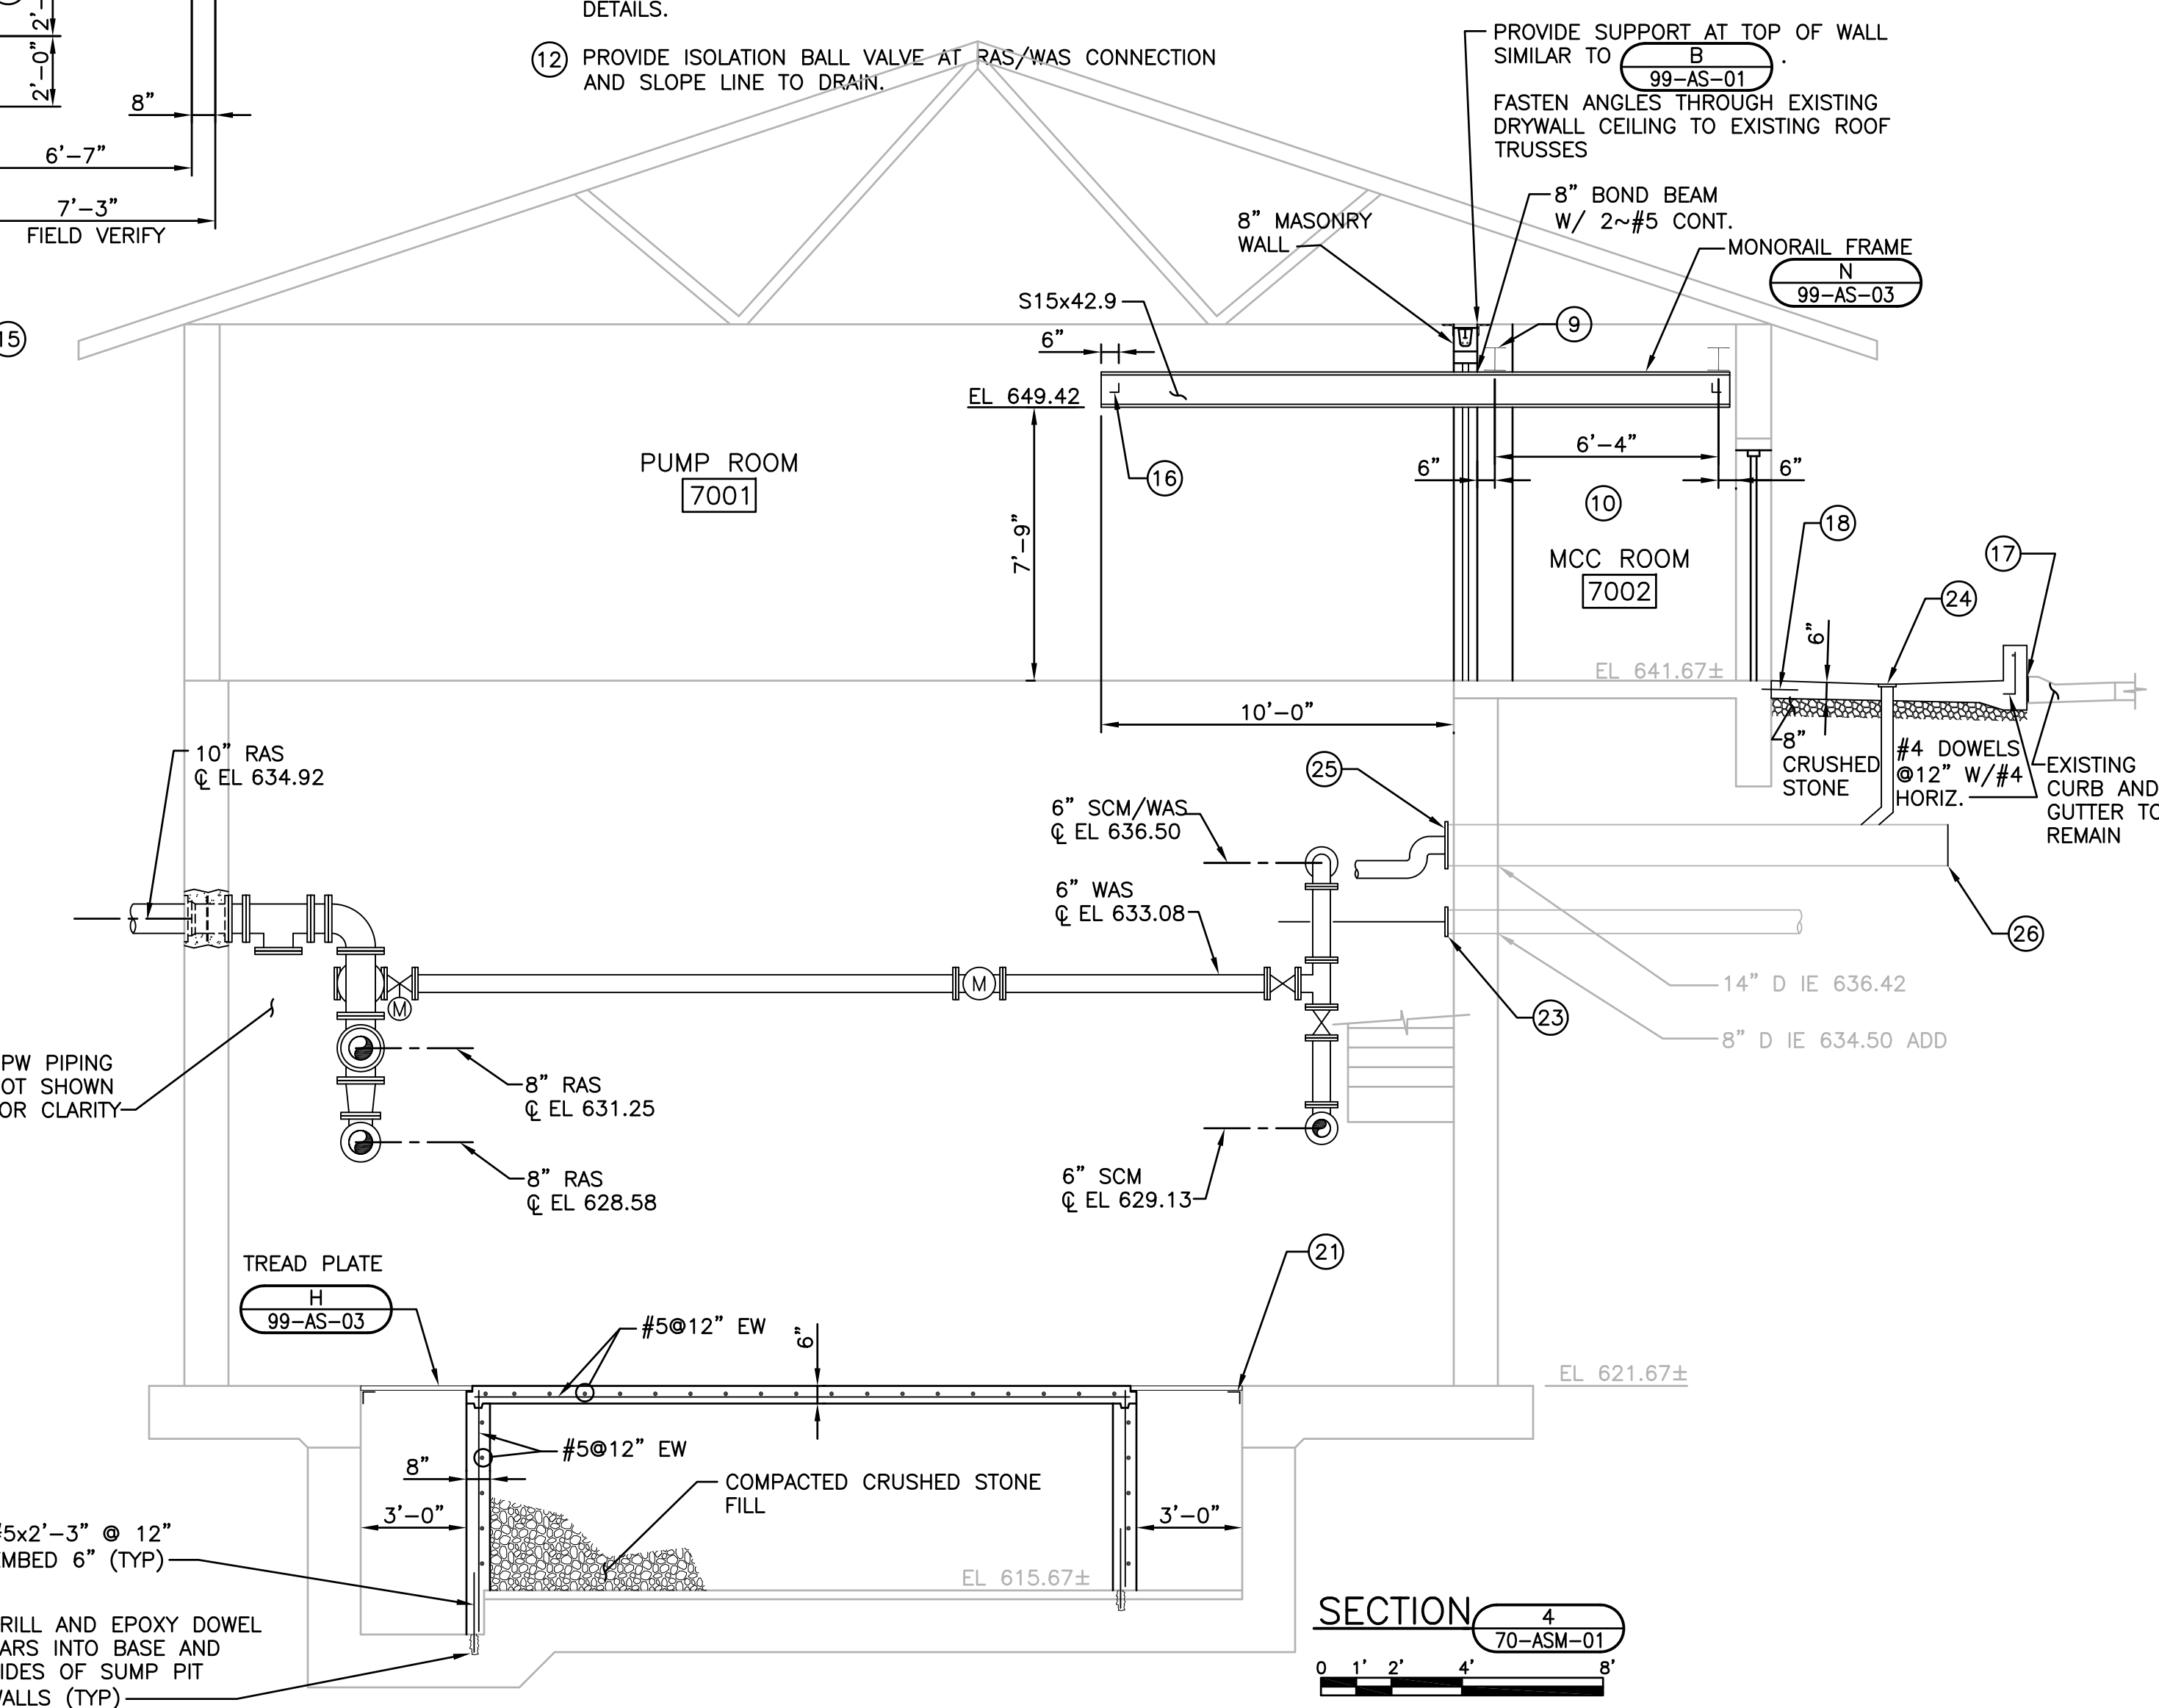 DETAILS.
12 PROVIDE ISOLATION BALL VALVE AT RAS/WAS CONNECTION
AND SLOPE LINE TO DRAIN.
2'-0"
8"
6'-7"
7'-3"
FIELD VERIFY
15
PROVIDE SUPPORT AT TOP OF WALL
SIMILAR TO B
99-AS-01 .
FASTEN ANGLES THROUGH EXISTING
DRYWALL CEILING TO EXISTING ROOF
TRUSSES
8" BOND BEAM
W/ 2~#5 CONT.
8" MASONRY
WALL
MONORAIL FRAME
N
99-AS-03
S15x42.9
9
6"
EL 649.42
PUMP ROOM
7001
16
7'-9"
6'-4"
6"
6"
10
MCC ROOM
7002
18
17
24
6"
EL 641.67±
10'-0"
8"
CRUSHED
STONE
#4 DOWELS
@12" W/#4
HORIZ.
EXISTING
CURB AND
GUTTER TO
REMAIN
10" RAS
℄ EL 634.92
25
6" SCM/WAS
℄ EL 636.50
6" WAS
℄ EL 633.08
26
M
M
14" D IE 636.42
23
8" D IE 634.50 ADD
PW PIPING
OT SHOWN
OR CLARITY
8" RAS
℄ EL 631.25
8" RAS
℄ EL 628.58
6" SCM
℄ EL 629.13
TREAD PLATE
H
99-AS-03
21
#5@12" EW
6"
EL 621.67±
#5@12" EW
8"
COMPACTED CRUSHED STONE
FILL
3'-0"
3'-0"
#5x2'-3" @ 12"
EMBED 6" (TYP)
EL 615.67±
RILL AND EPOXY DOWEL
ARS INTO BASE AND
IDES OF SUMP PIT
WALLS (TYP)
SECTION 4
70-ASM-01
0 1' 2' 4' 8'